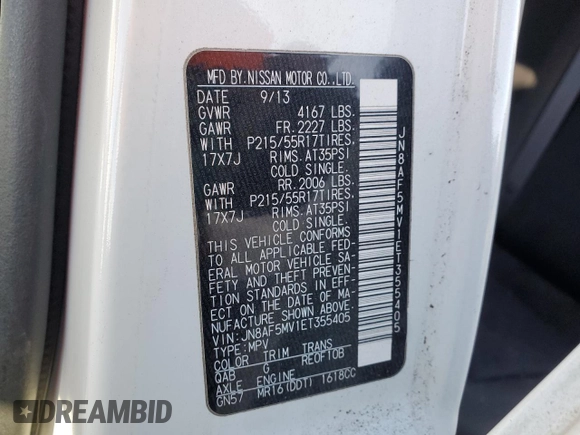 MFD BY.NISSAN MOTOR CO.,LTD.
DATE 9/13
GVWR 4167 LBS.
GAWR FR. 2227 LBS.
WITH P215/55R17TIRES,
17X7J RIMS. AT35PSI
COLD SINGLE.
GAWR RR. 2006 LBS.
WITH P215/55R17TIRES,
17X7J RIMS. AT35PSI
COLD SINGLE.
THIS VEHICLE CONFORMS
TO ALL APPLICABLE FED-
ERAL MOTOR VEHICLE SA-
FETY AND THEFT PREVEN-
TION STANDARDS IN EFF-
ECT ON THE DATE OF MA-
NUFACTURE SHOWN ABOVE.
VIN: JN8AF5MV1ET355405
TYPE: MPV
COLOR TRIM TRANS
QAB G RE0F10B
AXLE ENGINE
GN57 MR16(DDT) 1618CC
JN8AF5MV1ET355405
DREAMBID